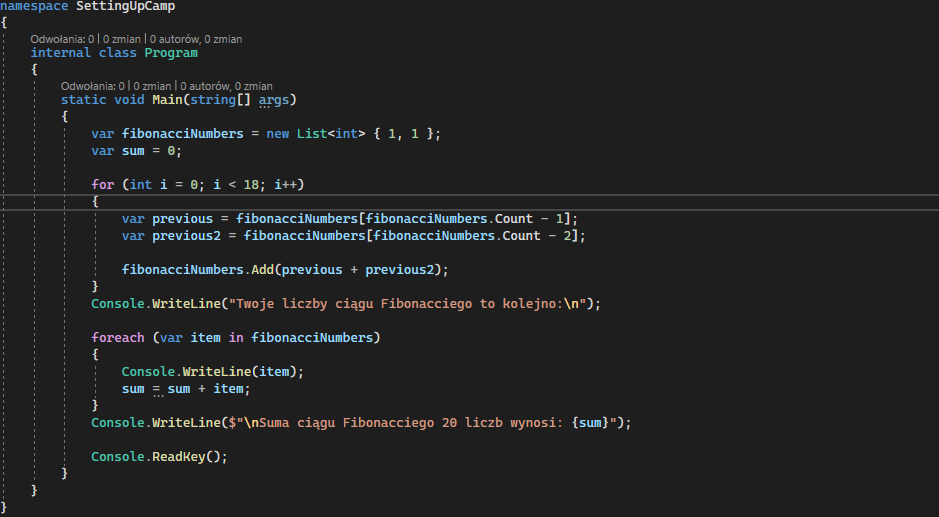 namespace SettingUpCamp
{
Odwołania: 0 | 0 zmian | 0 autorów, 0 zmian
internal class Program
{
Odwołania: 0 | 0 zmian | 0 autorów, 0 zmian
static void Main(string[] args)
{
var fibonacciNumbers = new List<int> { 1, 1 };
var sum = 0;
for (int i = 0; i < 18; i++)
{
var previous = fibonacciNumbers[fibonacciNumbers.Count - 1];
var previous2 = fibonacciNumbers[fibonacciNumbers.Count - 2];
fibonacciNumbers.Add(previous + previous2);
}
Console.WriteLine("Twoje liczby ciągu Fibonacciego to kolejno:\n");
foreach (var item in fibonacciNumbers)
{
Console.WriteLine(item);
sum = sum + item;
}
Console.WriteLine($"\nSuma ciągu Fibonacciego 20 liczb wynosi: {sum}");
Console.ReadKey();
}
}
}